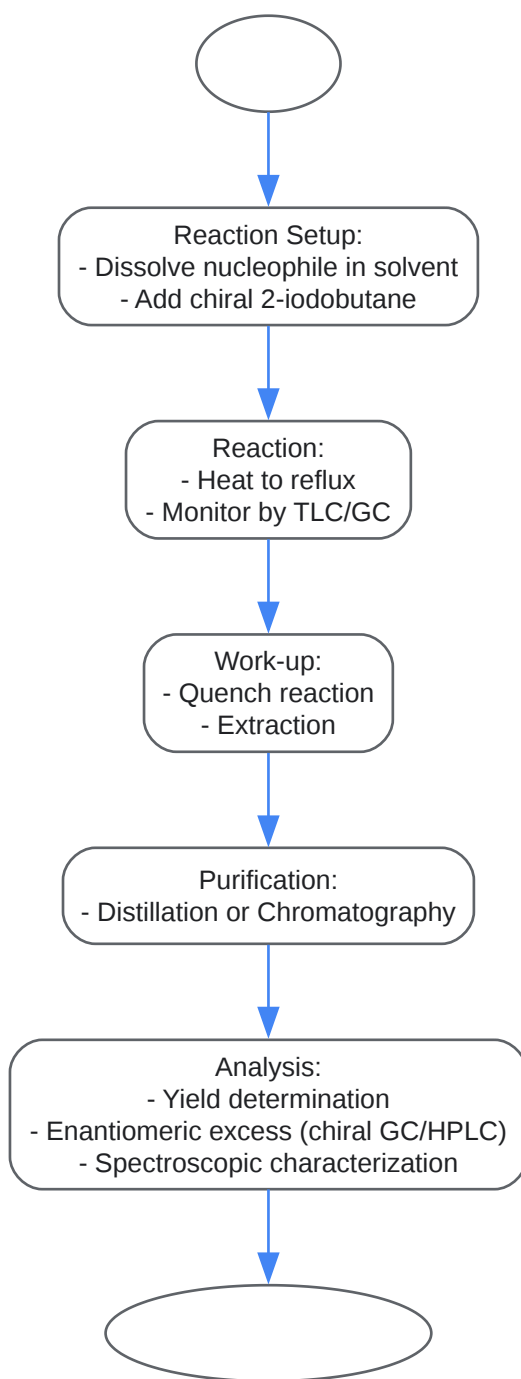 Reaction Setup:
- Dissolve nucleophile in solvent
- Add chiral 2-iodobutane
Reaction:
- Heat to reflux
- Monitor by TLC/GC
Work-up:
- Quench reaction
- Extraction
Purification:
- Distillation or Chromatography
Analysis:
- Yield determination
- Enantiomeric excess (chiral GC/HPLC)
- Spectroscopic characterization